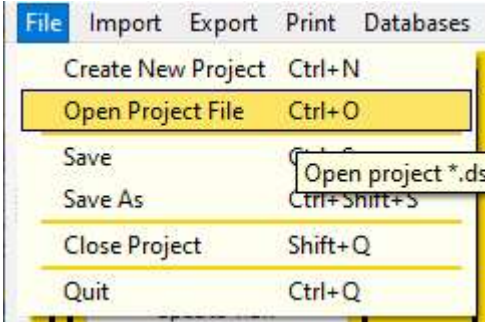 File Import Export Print Databases
Create New Project Ctrl+N
Open Project File Ctrl+O
Save
Open project *.ds
Save As Ctrl+Shift+S
Close Project Shift+Q
Quit Ctrl+Q